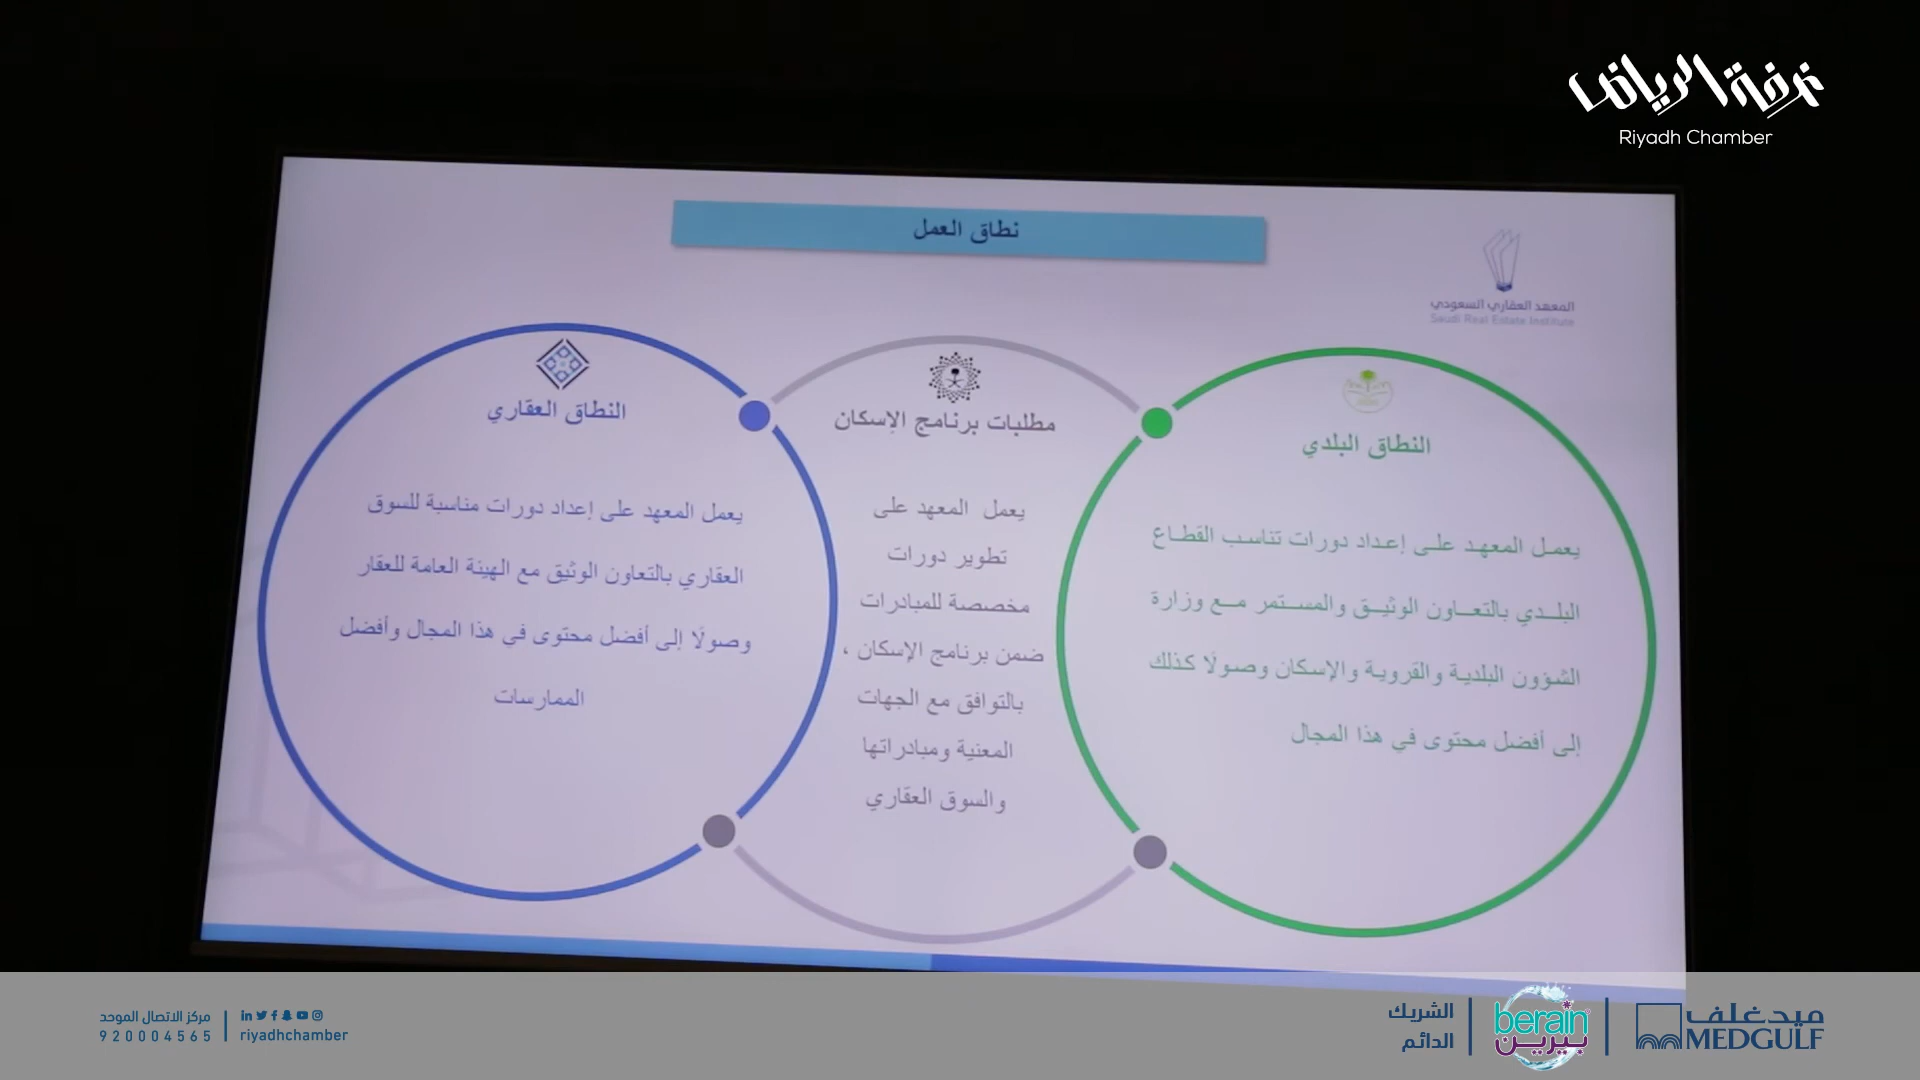 غرفة الرياض
Riyadh Chamber
نطاق العمل
المعهد العقاري السعودي
Saudi Real Estate Institute
النطاق البلدي
يعمل المعهد على إعداد دورات تناسب القطاع
البلدي بالتعاون الوثيق والمستمر مع وزارة
الشؤون البلدية والقروية والإسكان وصولًا كذلك
إلى أفضل محتوى في هذا المجال
مطلبات برنامج الإسكان
يعمل المعهد على
تطوير دورات
مخصصة للمبادرات
ضمن برنامج الإسكان ،
بالتوافق مع الجهات
المعنية ومبادراتها
والسوق العقاري
النطاق العقاري
يعمل المعهد على إعداد دورات مناسبة للسوق
العقاري بالتعاون الوثيق مع الهيئة العامة للعقار
وصولًا إلى أفضل محتوى في هذا المجال وأفضل
الممارسات
ميدغلف
MEDGULF
berain
بيرين
الشريك
الدائم
riyadhchamber
مركز الاتصال الموحد
920004565